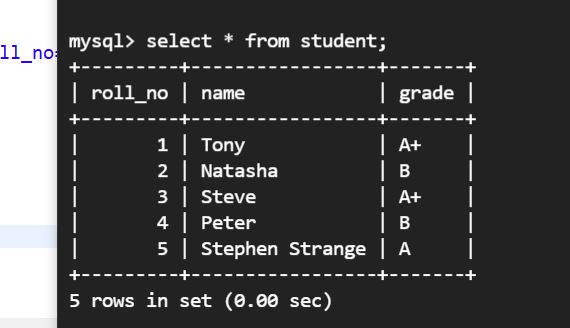 mysql> select * from student;
ll_no=
+---------+-----------------+-------+
| roll_no | name            | grade |
+---------+-----------------+-------+
|       1 | Tony            | A+    |
|       2 | Natasha         | B     |
|       3 | Steve           | A+    |
|       4 | Peter           | B     |
|       5 | Stephen Strange | A     |
+---------+-----------------+-------+
5 rows in set (0.00 sec)